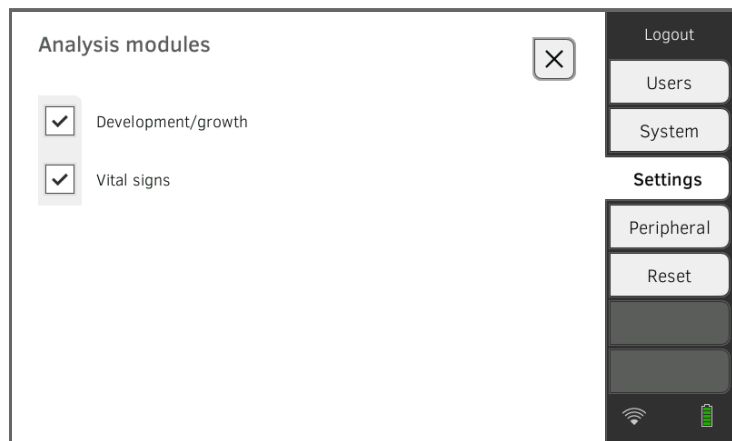 Analysis modules
Development/growth
Vital signs
Logout
Users
System
Settings
Peripheral
Reset